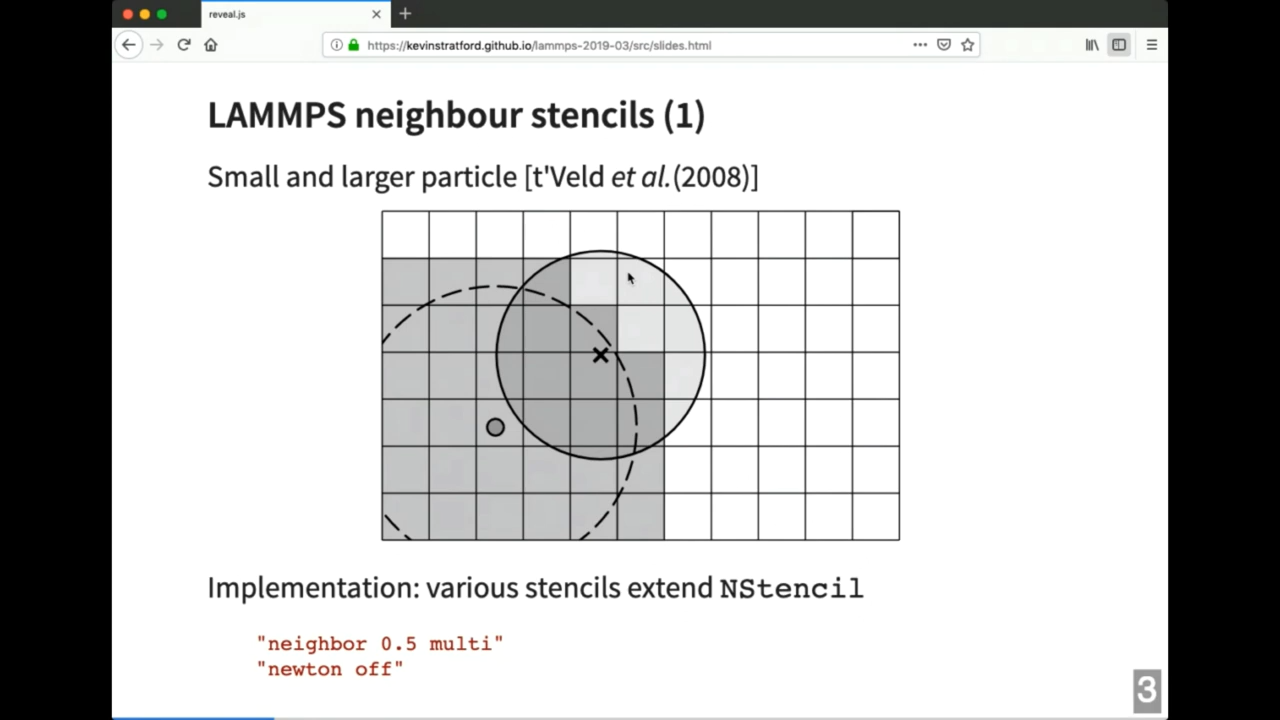 reveal.js
https://kevinstratford.github.io/lammps-2019-03/src/slides.html
LAMMPS neighbour stencils (1)
Small and larger particle [t'Veld et al.(2008)]
Implementation: various stencils extend NStencil
"neighbor 0.5 multi"
"newton off"
3